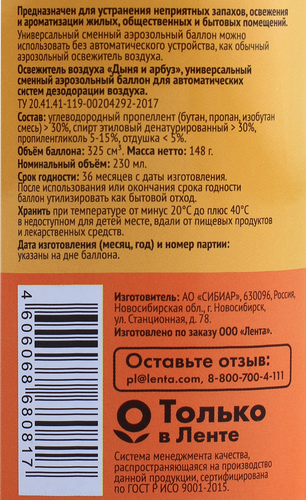 Предназначен для устранения неприятных запахов, освежения
и ароматизации жилых, общественных и бытовых помещений.
Универсальный сменный аэрозольный баллон можно
использовать без автоматического устройства, как обычный
аэрозольный освежитель воздуха.
Освежитель воздуха «Дыня и арбуз», универсальный
сменный аэрозольный баллон для автоматических
систем дезодорации воздуха.
ТУ 20.41.41-119-00204292-2017
Состав: углеводородный пропеллент (бутан, пропан, изобутан
смесь) > 30%, спирт этиловый денатурированный > 30%,
пропиленгликоль 5-15%, отдушка < 5%.
Объём баллона: 325 см³. Масса нетто: 148 г.
Номинальный объём: 230 мл.
Срок годности: 36 месяцев с даты изготовления.
После использования или окончания срока годности
баллон утилизировать как бытовой отход.
Хранить при температуре от минус 20°С до плюс 40°С
в недоступном для детей месте, вдали от пищевых продуктов
и лекарственных средств.
Дата изготовления (месяц, год) и номер партии:
указаны на дне баллона.
Изготовитель: АО «СИБИАР», 630096, Россия,
Новосибирская обл., г. Новосибирск,
ул. Станционная, д. 78.
Изготовлено по заказу ООО «Лента».
Оставьте отзыв:
pl@lenta.com, 8-800-700-4-111
Только
в Ленте
Система менеджмента качества,
распространяющаяся на производство
данной продукции, сертифицирована
по ГОСТ Р ИСО 9001-2015.
4606068680817